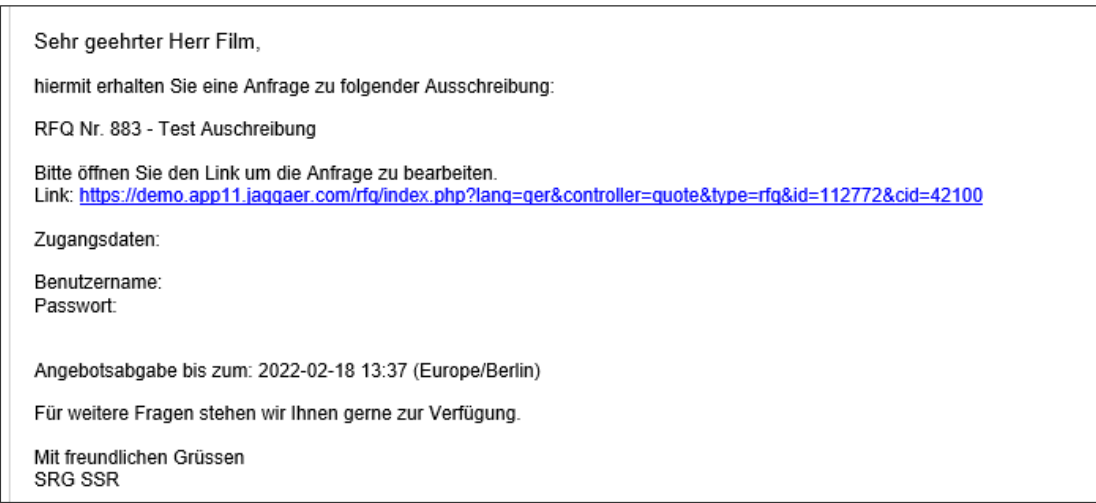 Sehr geehrter Herr Film,
hiermit erhalten Sie eine Anfrage zu folgender Ausschreibung:
RFQ Nr. 883 - Test Auschreibung
Bitte öffnen Sie den Link um die Anfrage zu bearbeiten.
Link: https://demo.app11.jaggaer.com/rfq/index.php?lang=ger&controller=quote&type=rfq&id=112772&cid=42100
Zugangsdaten:
Benutzername:
Passwort:
Angebotsabgabe bis zum: 2022-02-18 13:37 (Europe/Berlin)
Für weitere Fragen stehen wir Ihnen gerne zur Verfügung.
Mit freundlichen Grüssen
SRG SSR